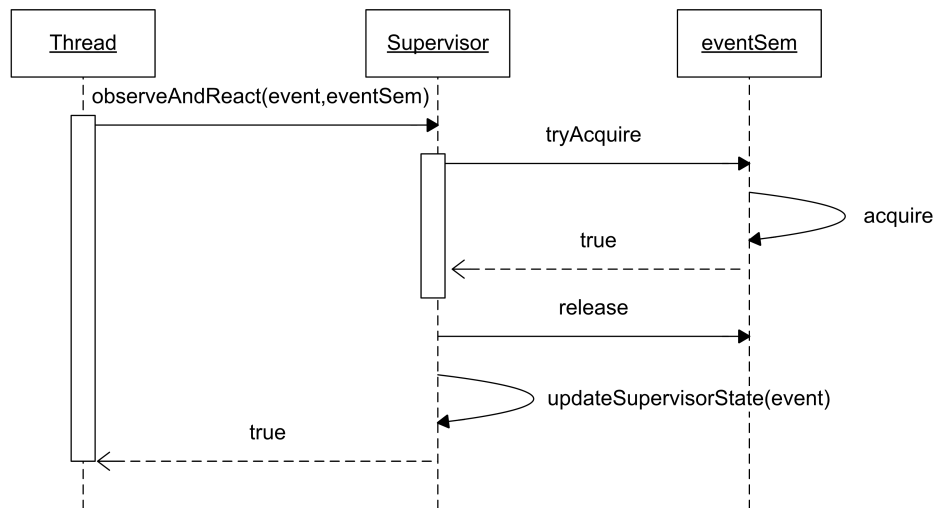 Thread
Supervisor
eventSem
observeAndReact(event,eventSem)
tryAcquire
acquire
true
release
updateSupervisorState(event)
true